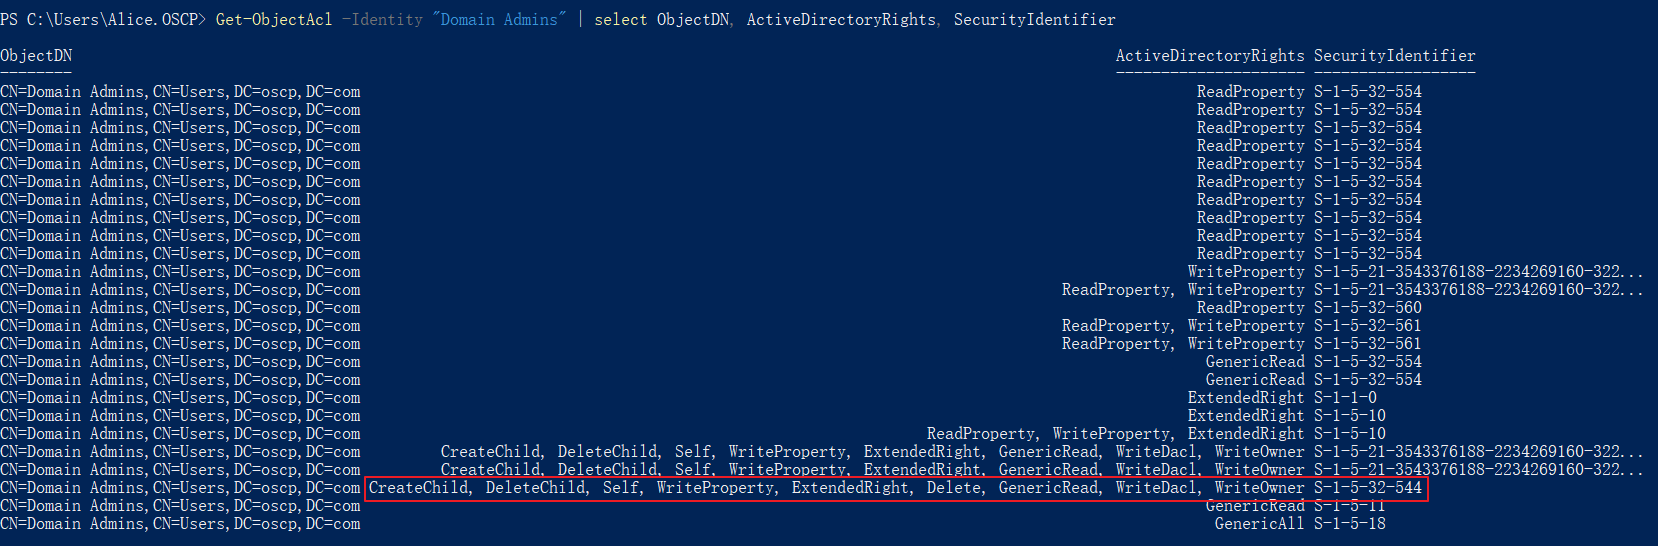 PS C:\Users\Alice.OSCP> Get-ObjectAcl -Identity "Domain Admins" | select ObjectDN, ActiveDirectoryRights, SecurityIdentifier
ObjectDN ActiveDirectoryRights SecurityIdentifier
-------- --------------------- ------------------
CN=Domain Admins,CN=Users,DC=oscp,DC=com ReadProperty S-1-5-32-554
CN=Domain Admins,CN=Users,DC=oscp,DC=com ReadProperty S-1-5-32-554
CN=Domain Admins,CN=Users,DC=oscp,DC=com ReadProperty S-1-5-32-554
CN=Domain Admins,CN=Users,DC=oscp,DC=com ReadProperty S-1-5-32-554
CN=Domain Admins,CN=Users,DC=oscp,DC=com ReadProperty S-1-5-32-554
CN=Domain Admins,CN=Users,DC=oscp,DC=com ReadProperty S-1-5-32-554
CN=Domain Admins,CN=Users,DC=oscp,DC=com ReadProperty S-1-5-32-554
CN=Domain Admins,CN=Users,DC=oscp,DC=com ReadProperty S-1-5-32-554
CN=Domain Admins,CN=Users,DC=oscp,DC=com ReadProperty S-1-5-32-554
CN=Domain Admins,CN=Users,DC=oscp,DC=com ReadProperty S-1-5-32-554
CN=Domain Admins,CN=Users,DC=oscp,DC=com WriteProperty S-1-5-21-3543376188-2234269160-322...
CN=Domain Admins,CN=Users,DC=oscp,DC=com ReadProperty, WriteProperty S-1-5-21-3543376188-2234269160-322...
CN=Domain Admins,CN=Users,DC=oscp,DC=com ReadProperty S-1-5-32-560
CN=Domain Admins,CN=Users,DC=oscp,DC=com ReadProperty, WriteProperty S-1-5-32-561
CN=Domain Admins,CN=Users,DC=oscp,DC=com ReadProperty, WriteProperty S-1-5-32-561
CN=Domain Admins,CN=Users,DC=oscp,DC=com GenericRead S-1-5-32-554
CN=Domain Admins,CN=Users,DC=oscp,DC=com GenericRead S-1-5-32-554
CN=Domain Admins,CN=Users,DC=oscp,DC=com ExtendedRight S-1-1-0
CN=Domain Admins,CN=Users,DC=oscp,DC=com ExtendedRight S-1-5-10
CN=Domain Admins,CN=Users,DC=oscp,DC=com ReadProperty, WriteProperty, ExtendedRight S-1-5-10
CN=Domain Admins,CN=Users,DC=oscp,DC=com CreateChild, DeleteChild, Self, WriteProperty, ExtendedRight, GenericRead, WriteDacl, WriteOwner S-1-5-21-3543376188-2234269160-322...
CN=Domain Admins,CN=Users,DC=oscp,DC=com CreateChild, DeleteChild, Self, WriteProperty, ExtendedRight, GenericRead, WriteDacl, WriteOwner S-1-5-21-3543376188-2234269160-322...
CN=Domain Admins,CN=Users,DC=oscp,DC=com CreateChild, DeleteChild, Self, WriteProperty, ExtendedRight, Delete, GenericRead, WriteDacl, WriteOwner S-1-5-32-544
CN=Domain Admins,CN=Users,DC=oscp,DC=com GenericRead S-1-5-11
CN=Domain Admins,CN=Users,DC=oscp,DC=com GenericAll S-1-5-18